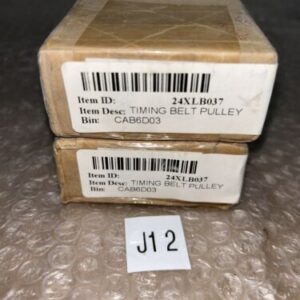 Item ID: 24XLB037
Item Desc: TIMING BELT PULLEY
Bin: CAB6D03
Item ID: 24XLB037
Item Desc: TIMING BELT PULLEY
Bin: CAB6D03
J12